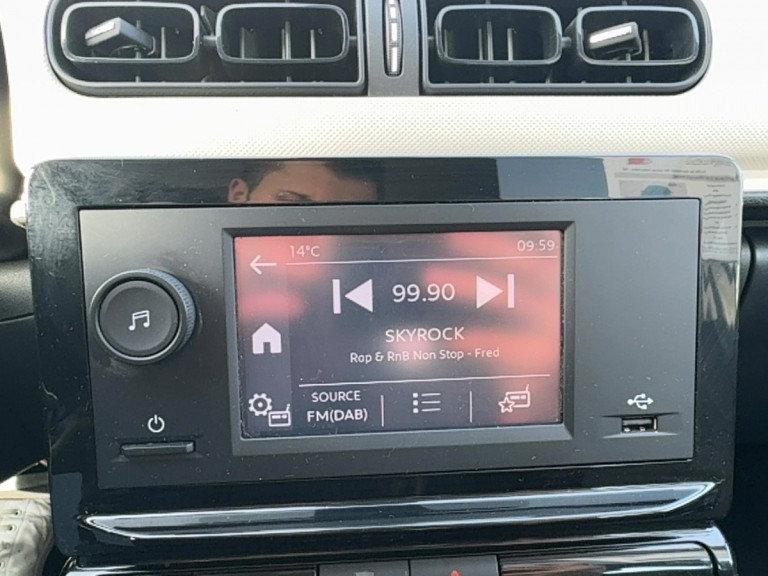 14°C 09:59
99.90
SKYROCK
Rap & RnB Non Stop - Fred
SOURCE
FM(DAB)